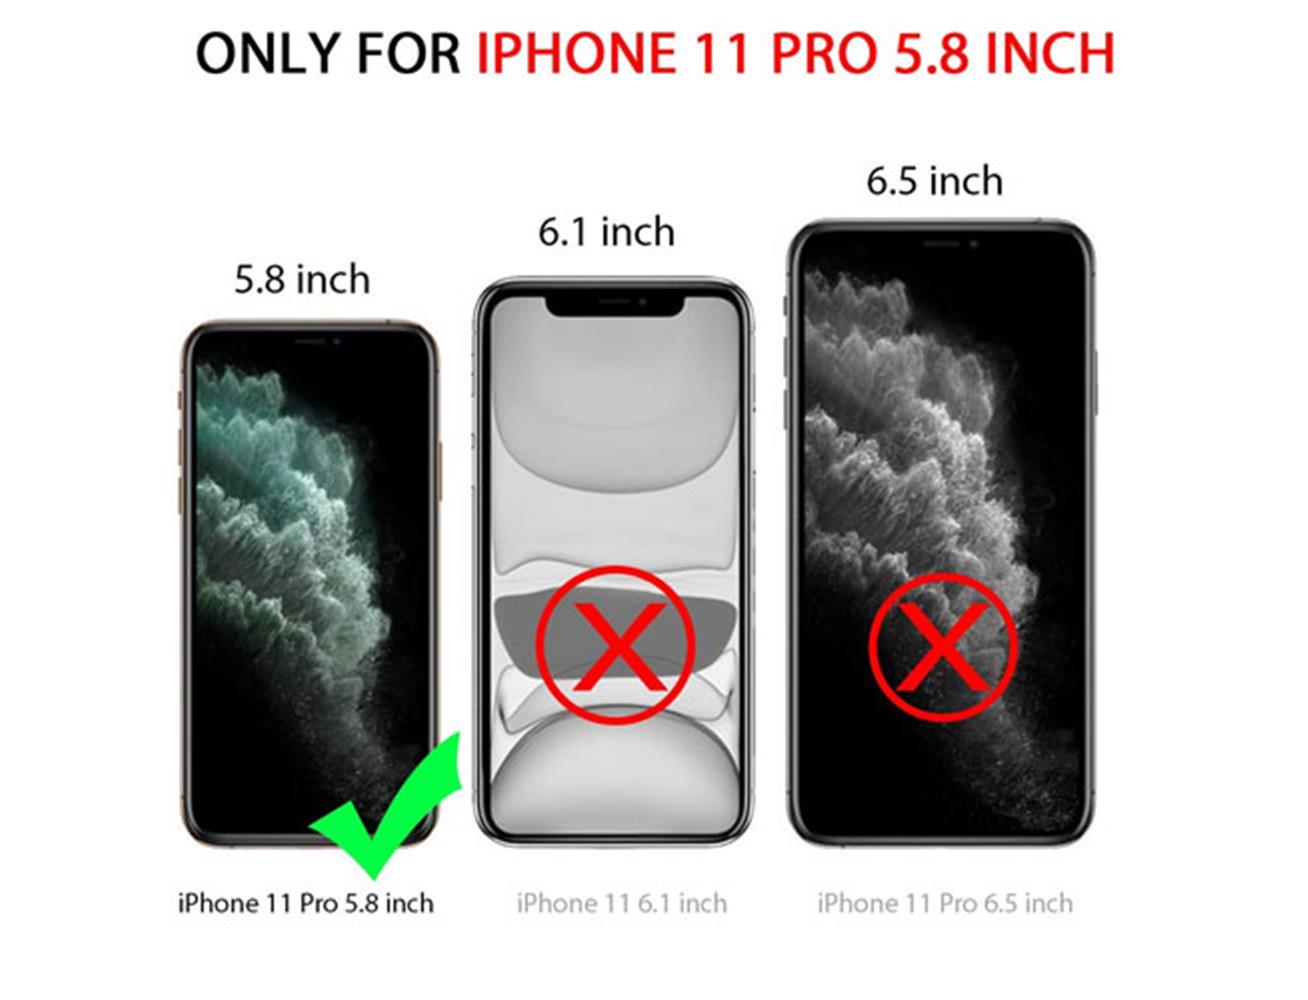 ONLY FOR IPHONE 11 PRO 5.8 INCH
6.5 inch
6.1 inch
5.8 inch
X X
iPhone 11 Pro 5.8 inch iPhone 11 6.1 inch iPhone 11 Pro 6.5 inch